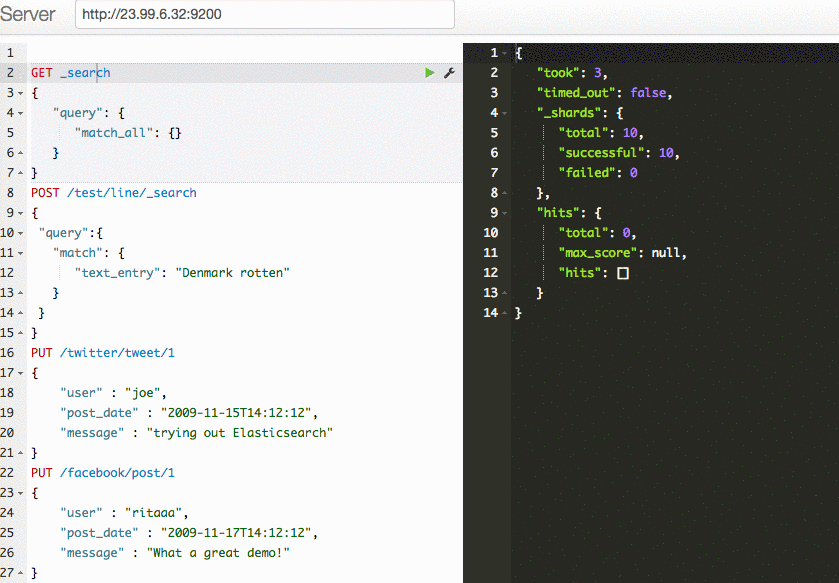 Server http://23.99.6.32:9200
1
2 GET _search
3 {
4 "query": {
5 "match_all": {}
6 }
7 }
8 POST /test/line/_search
9 {
10 "query":{
11 "match": {
12 "text_entry": "Denmark rotten"
13 }
14 }
15 }
16 PUT /twitter/tweet/1
17 {
18 "user" : "joe",
19 "post_date" : "2009-11-15T14:12:12",
20 "message" : "trying out Elasticsearch"
21 }
22 PUT /facebook/post/1
23 {
24 "user" : "ritaaa",
25 "post_date" : "2009-11-17T14:12:12",
26 "message" : "What a great demo!"
27 }
1 {
2 "took": 3,
3 "timed_out": false,
4 "_shards": {
5 "total": 10,
6 "successful": 10,
7 "failed": 0
8 },
9 "hits": {
10 "total": 0,
11 "max_score": null,
12 "hits": []
13 }
14 }